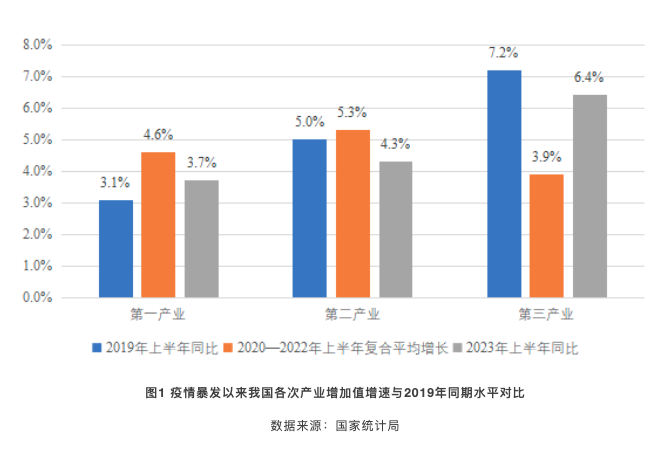 8.0%
7.0%
6.0%
5.0%
4.0%
3.0%
2.0%
1.0%
0.0%
3.1%
4.6%
3.7%
5.0%
5.3%
4.3%
7.2%
3.9%
6.4%
第一产业
第二产业
第三产业
2019年上半年同比
2020—2022年上半年复合平均增长
2023年上半年同比
图1 疫情暴发以来我国各次产业增加值增速与2019年同期水平对比
数据来源：国家统计局